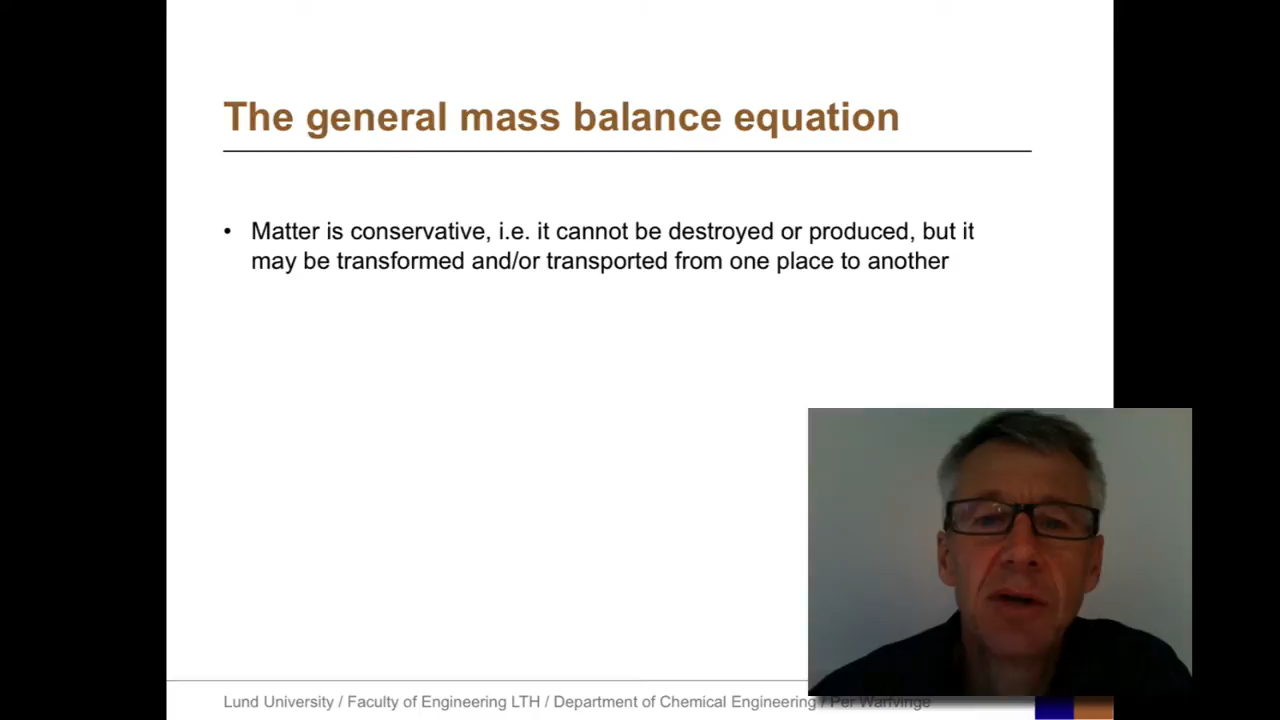 The general mass balance equation
• Matter is conservative, i.e. it cannot be destroyed or produced, but it
may be transformed and/or transported from one place to another
Lund University / Faculty of Engineering LTH / Department of Chemical Engineering / Per Warfvinge